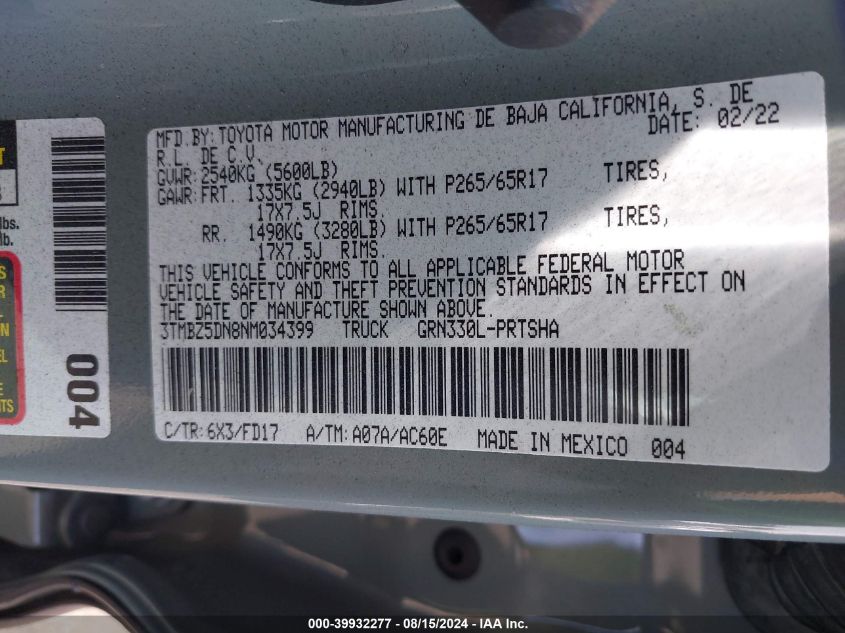 MFD.BY:TOYOTA MOTOR MANUFACTURING DE BAJA CALIFORNIA, S. DE
R.L. DE C.V. DATE: 02/22
GVWR:2540KG (5600LB)
GAWR:FRT. 1335KG (2940LB) WITH P265/65R17 TIRES,
17X7.5J RIMS.
RR. 1490KG (3280LB) WITH P265/65R17 TIRES,
17X7.5J RIMS.
THIS VEHICLE CONFORMS TO ALL APPLICABLE FEDERAL MOTOR
VEHICLE SAFETY AND THEFT PREVENTION STANDARDS IN EFFECT ON
THE DATE OF MANUFACTURE SHOWN ABOVE.
3TMBZ5DN8NM034399 TRUCK GRN330L-PRTSHA
C/TR:6X3/FD17 A/TM:A07A/AC60E MADE IN MEXICO 004
lbs.
lb.
004
000-39932277 - 08/15/2024 - IAAI.com